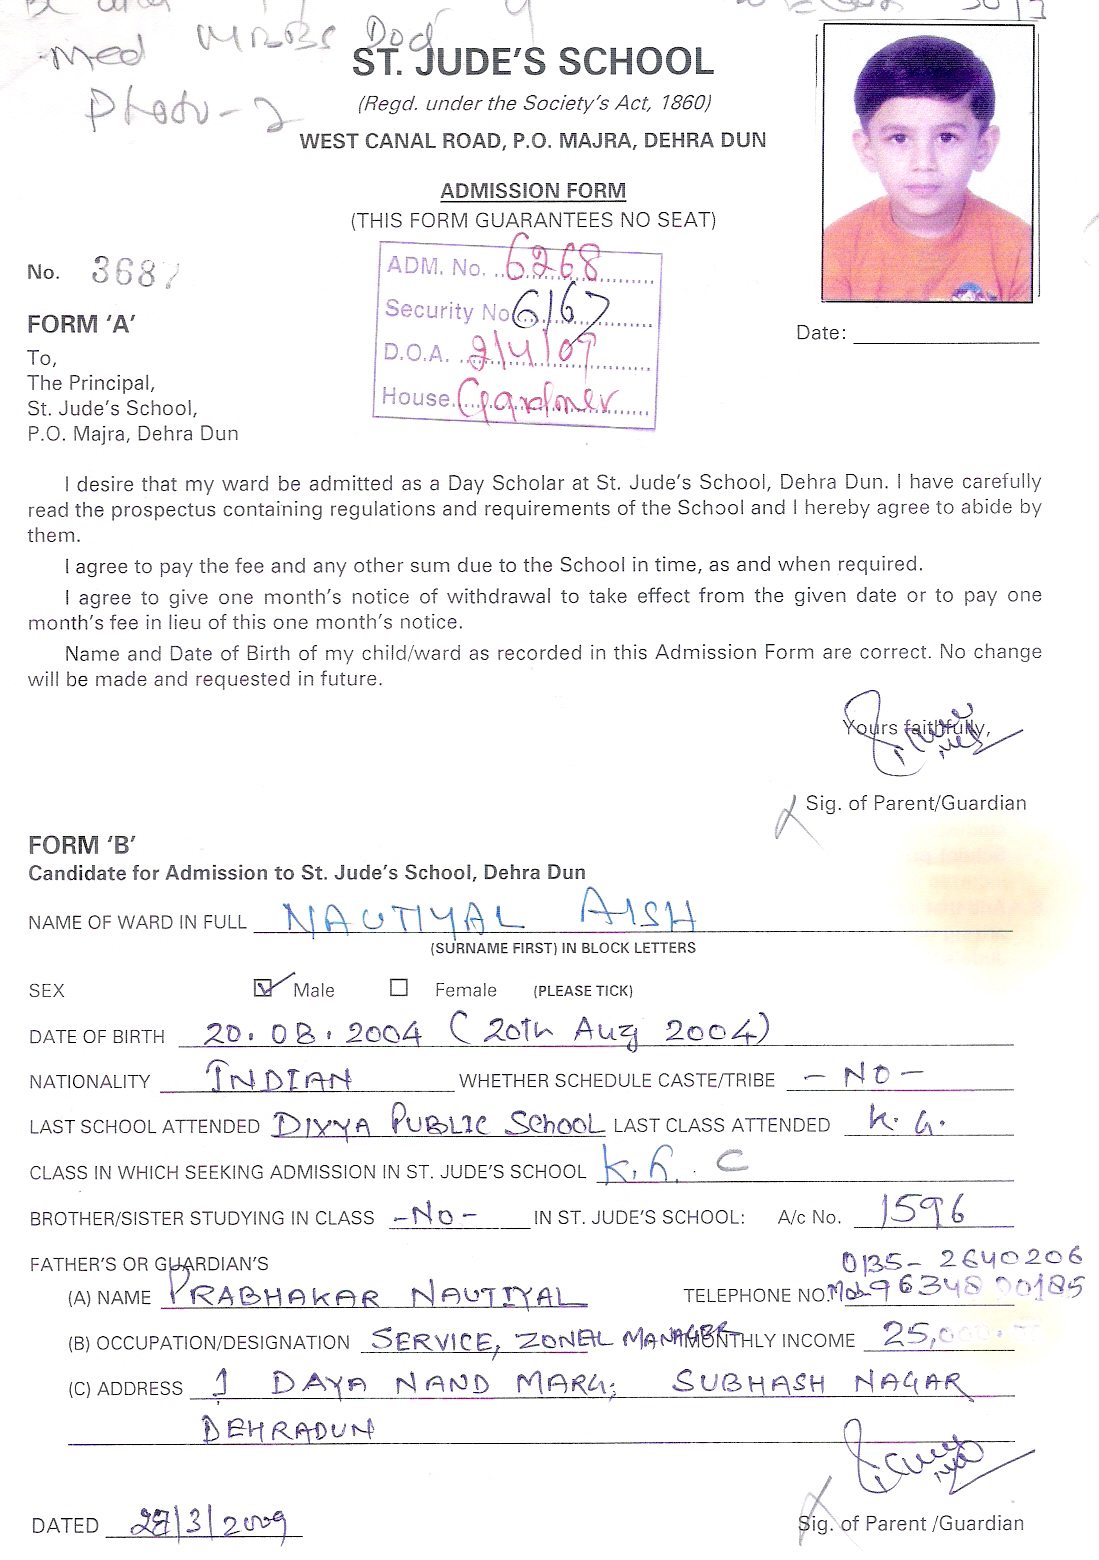 Med MBBS Doc
Photo-2
ST. JUDE'S SCHOOL
(Regd. under the Society's Act, 1860)
WEST CANAL ROAD, P.O. MAJRA, DEHRA DUN
ADMISSION FORM
(THIS FORM GUARANTEES NO SEAT)
No. 3687
ADM. No. 6268
Security No 6167
D.O.A. 2/4/09
House Gardner
FORM 'A'
Date:
To,
The Principal,
St. Jude's School,
P.O. Majra, Dehra Dun
I desire that my ward be admitted as a Day Scholar at St. Jude's School, Dehra Dun. I have carefully
read the prospectus containing regulations and requirements of the School and I hereby agree to abide by
them.
I agree to pay the fee and any other sum due to the School in time, as and when required.
I agree to give one month's notice of withdrawal to take effect from the given date or to pay one
month's fee in lieu of this one month's notice.
Name and Date of Birth of my child/ward as recorded in this Admission Form are correct. No change
will be made and requested in future.
Yours faithfully,
Sig. of Parent/Guardian
FORM 'B'
Candidate for Admission to St. Jude's School, Dehra Dun
NAME OF WARD IN FULL NAUTIYAL AISH
(SURNAME FIRST) IN BLOCK LETTERS
SEX Male Female (PLEASE TICK)
DATE OF BIRTH 20.08.2004 (20th Aug 2004)
NATIONALITY INDIAN WHETHER SCHEDULE CASTE/TRIBE - NO -
LAST SCHOOL ATTENDED DIVYA PUBLIC SCHOOL LAST CLASS ATTENDED K.G.
CLASS IN WHICH SEEKING ADMISSION IN ST. JUDE'S SCHOOL K.G. C
BROTHER/SISTER STUDYING IN CLASS -No- IN ST. JUDE'S SCHOOL: A/c No. 1596
FATHER'S OR GUARDIAN'S 0135-2640206
(A) NAME PRABHAKAR NAUTIYAL TELEPHONE NO. Mob 96348 00185
(B) OCCUPATION/DESIGNATION SERVICE, ZONEL MANAGER MONTHLY INCOME 25,000
(C) ADDRESS 1 DAYA NAND MARG; SUBHASH NAGAR
DEHRADUN
DATED 28/3/2009
Sig. of Parent /Guardian